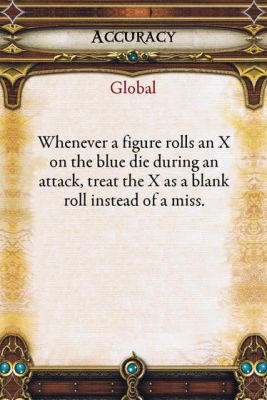 Accuracy
Global
Whenever a figure rolls an X
on the blue die during an
attack, treat the X as a blank
roll instead of a miss.